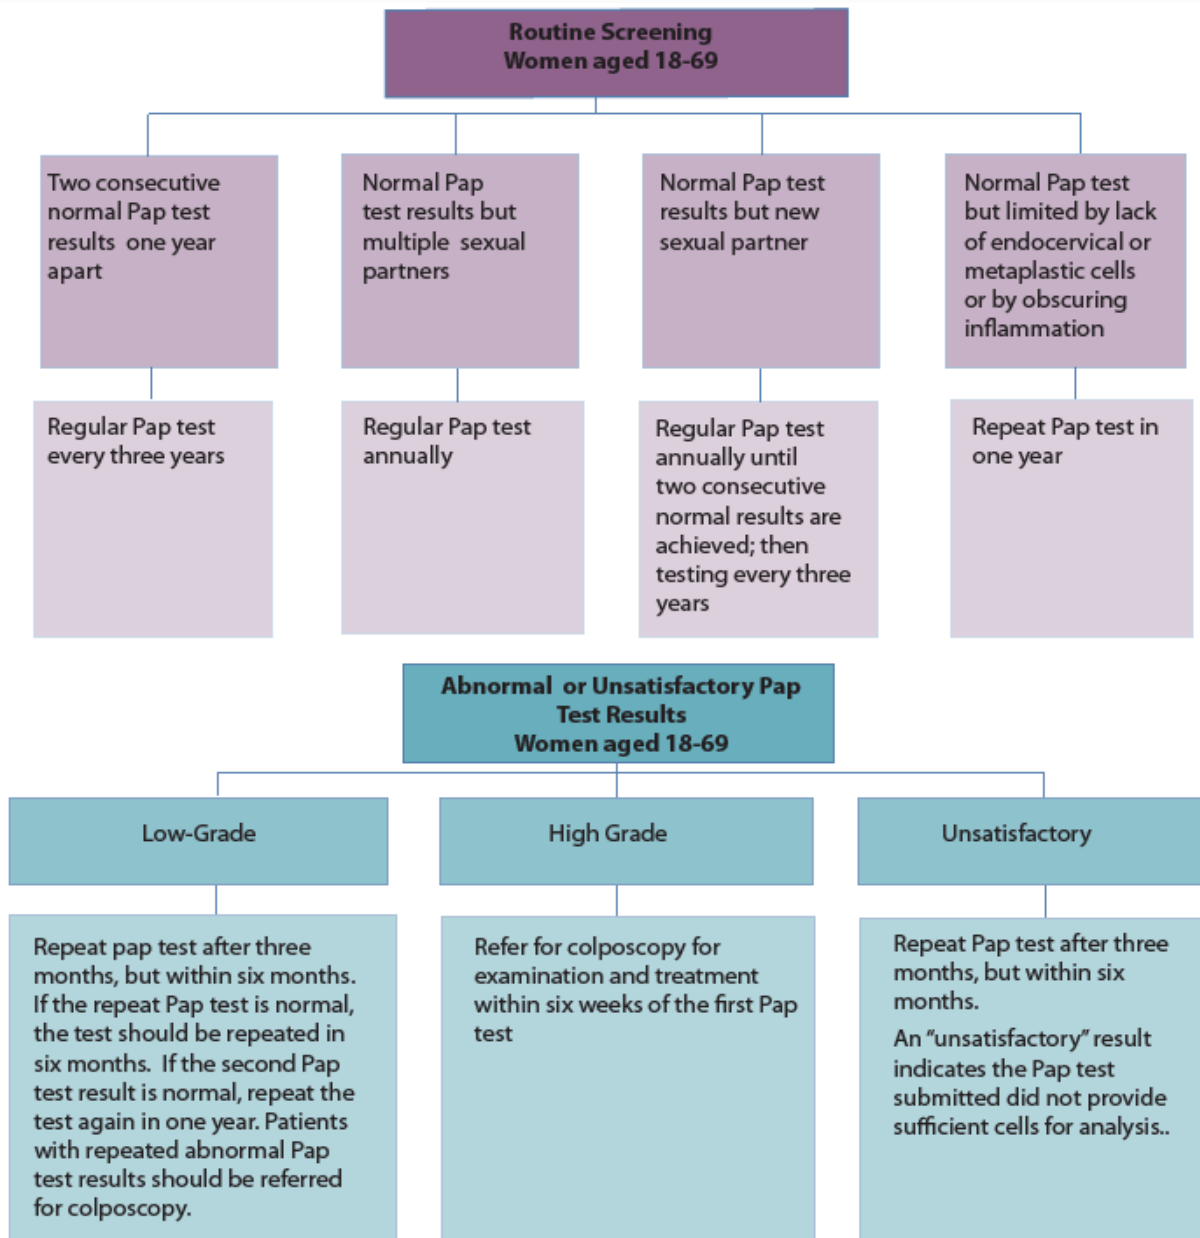 Routine Screening
Women aged 18-69
Two consecutive
normal Pap test
results one year
apart
Normal Pap
test results but
multiple sexual
partners
Normal Pap test
results but new
sexual partner
Normal Pap test
but limited by lack
of endocervical or
metaplastic cells
or by obscuring
inflammation
Regular Pap test
every three years
Regular Pap test
annually
Regular Pap test
annually until
two consecutive
normal results are
achieved; then
testing every three
years
Repeat Pap test in
one year
Abnormal or Unsatisfactory Pap
Test Results
Women aged 18-69
Low-Grade
High Grade
Unsatisfactory
Repeat pap test after three
months, but within six months.
If the repeat Pap test is normal,
the test should be repeated in
six months. If the second Pap
test result is normal, repeat the
test again in one year. Patients
with repeated abnormal Pap
test results should be referred
for colposcopy.
Refer for colposcopy for
examination and treatment
within six weeks of the first Pap
test
Repeat Pap test after three
months, but within six
months.
An “unsatisfactory” result
indicates the Pap test
submitted did not provide
sufficient cells for analysis..